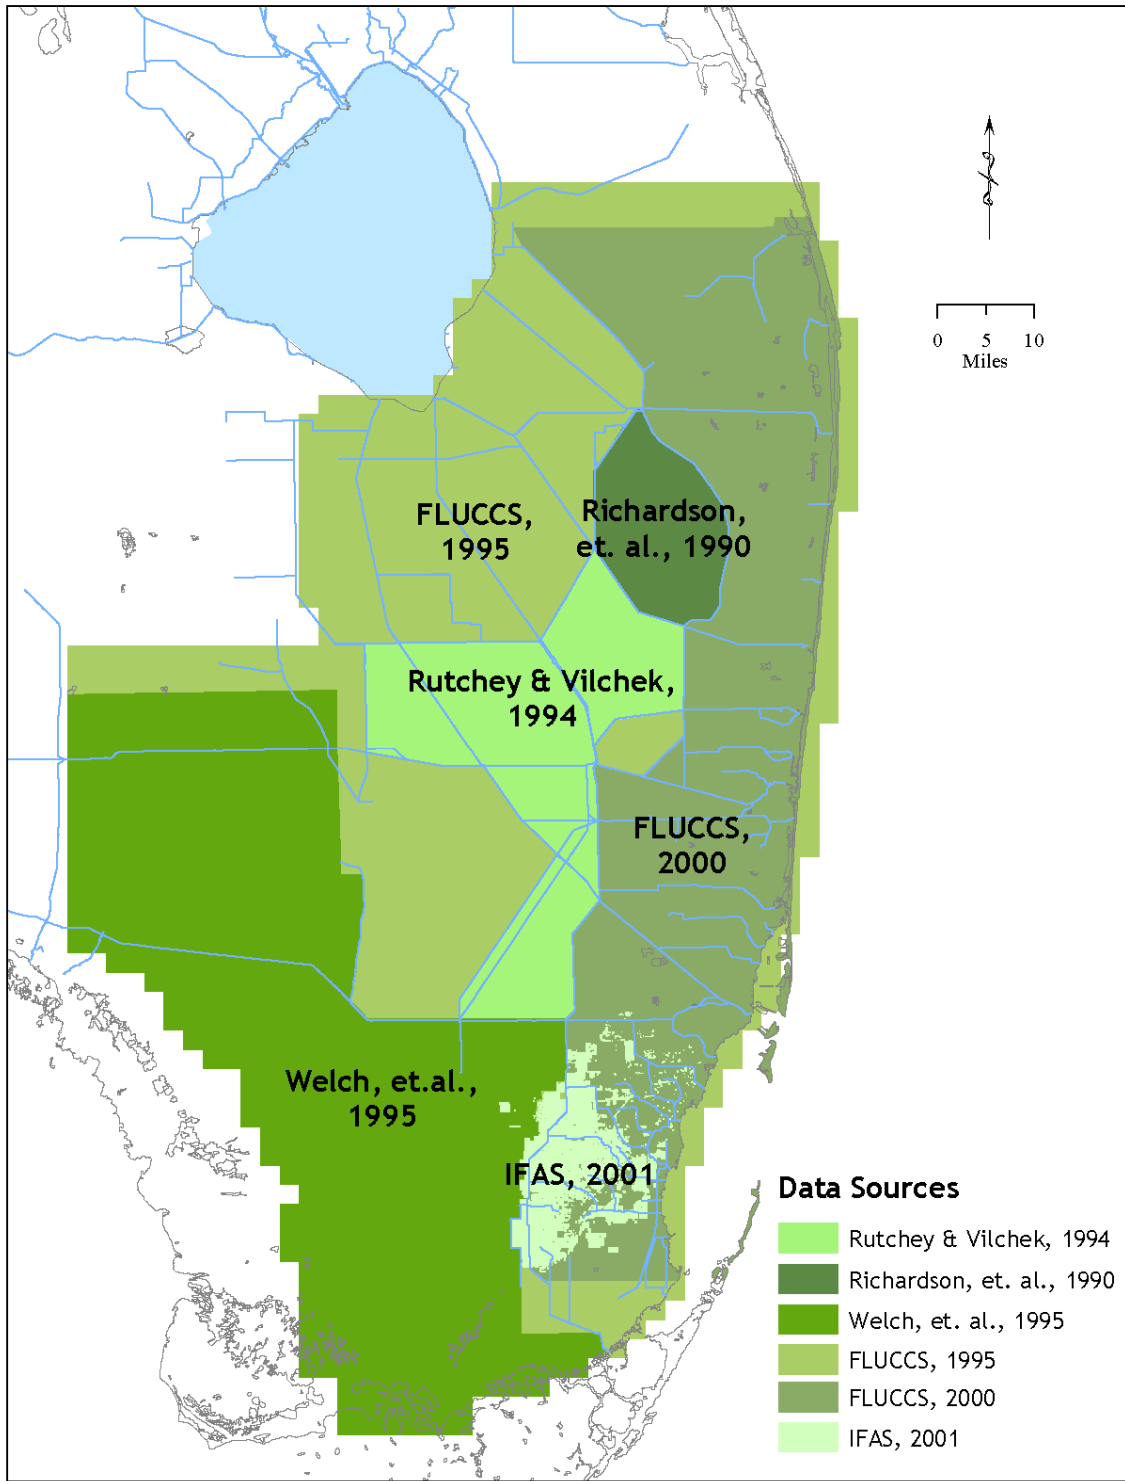 0 5 10
Miles
FLUCCS,
1995
Richardson,
et. al., 1990
Rutchey & Vilchek,
1994
FLUCCS,
2000
Welch, et.al.,
1995
IFAS, 2001
Data Sources
Rutchey & Vilchek, 1994
Richardson, et. al., 1990
Welch, et. al., 1995
FLUCCS, 1995
FLUCCS, 2000
IFAS, 2001